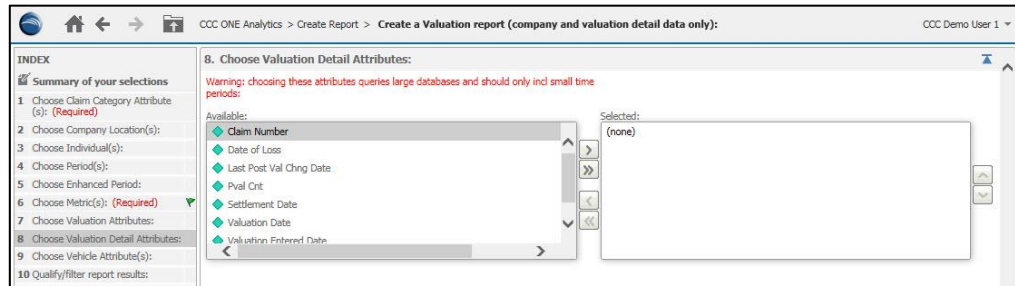 CCC ONE Analytics > Create Report > Create a Valuation report (company and valuation detail data only):
CCC Demo User 1
INDEX
Summary of your selections
1 Choose Claim Category Attribute
(s): (Required)
2 Choose Company Location(s):
3 Choose Individual(s):
4 Choose Period(s):
5 Choose Enhanced Period:
6 Choose Metric(s): (Required)
7 Choose Valuation Attributes:
8 Choose Valuation Detail Attributes:
9 Choose Vehicle Attribute(s):
10 Qualify/filter report results:
8. Choose Valuation Detail Attributes:
Warning: choosing these attributes queries large databases and should only incl small time
periods:
Available:
Claim Number
Date of Loss
Last Post Val Chng Date
Pval Cnt
Settlement Date
Valuation Date
Valuation Entered Date
Selected:
(none)